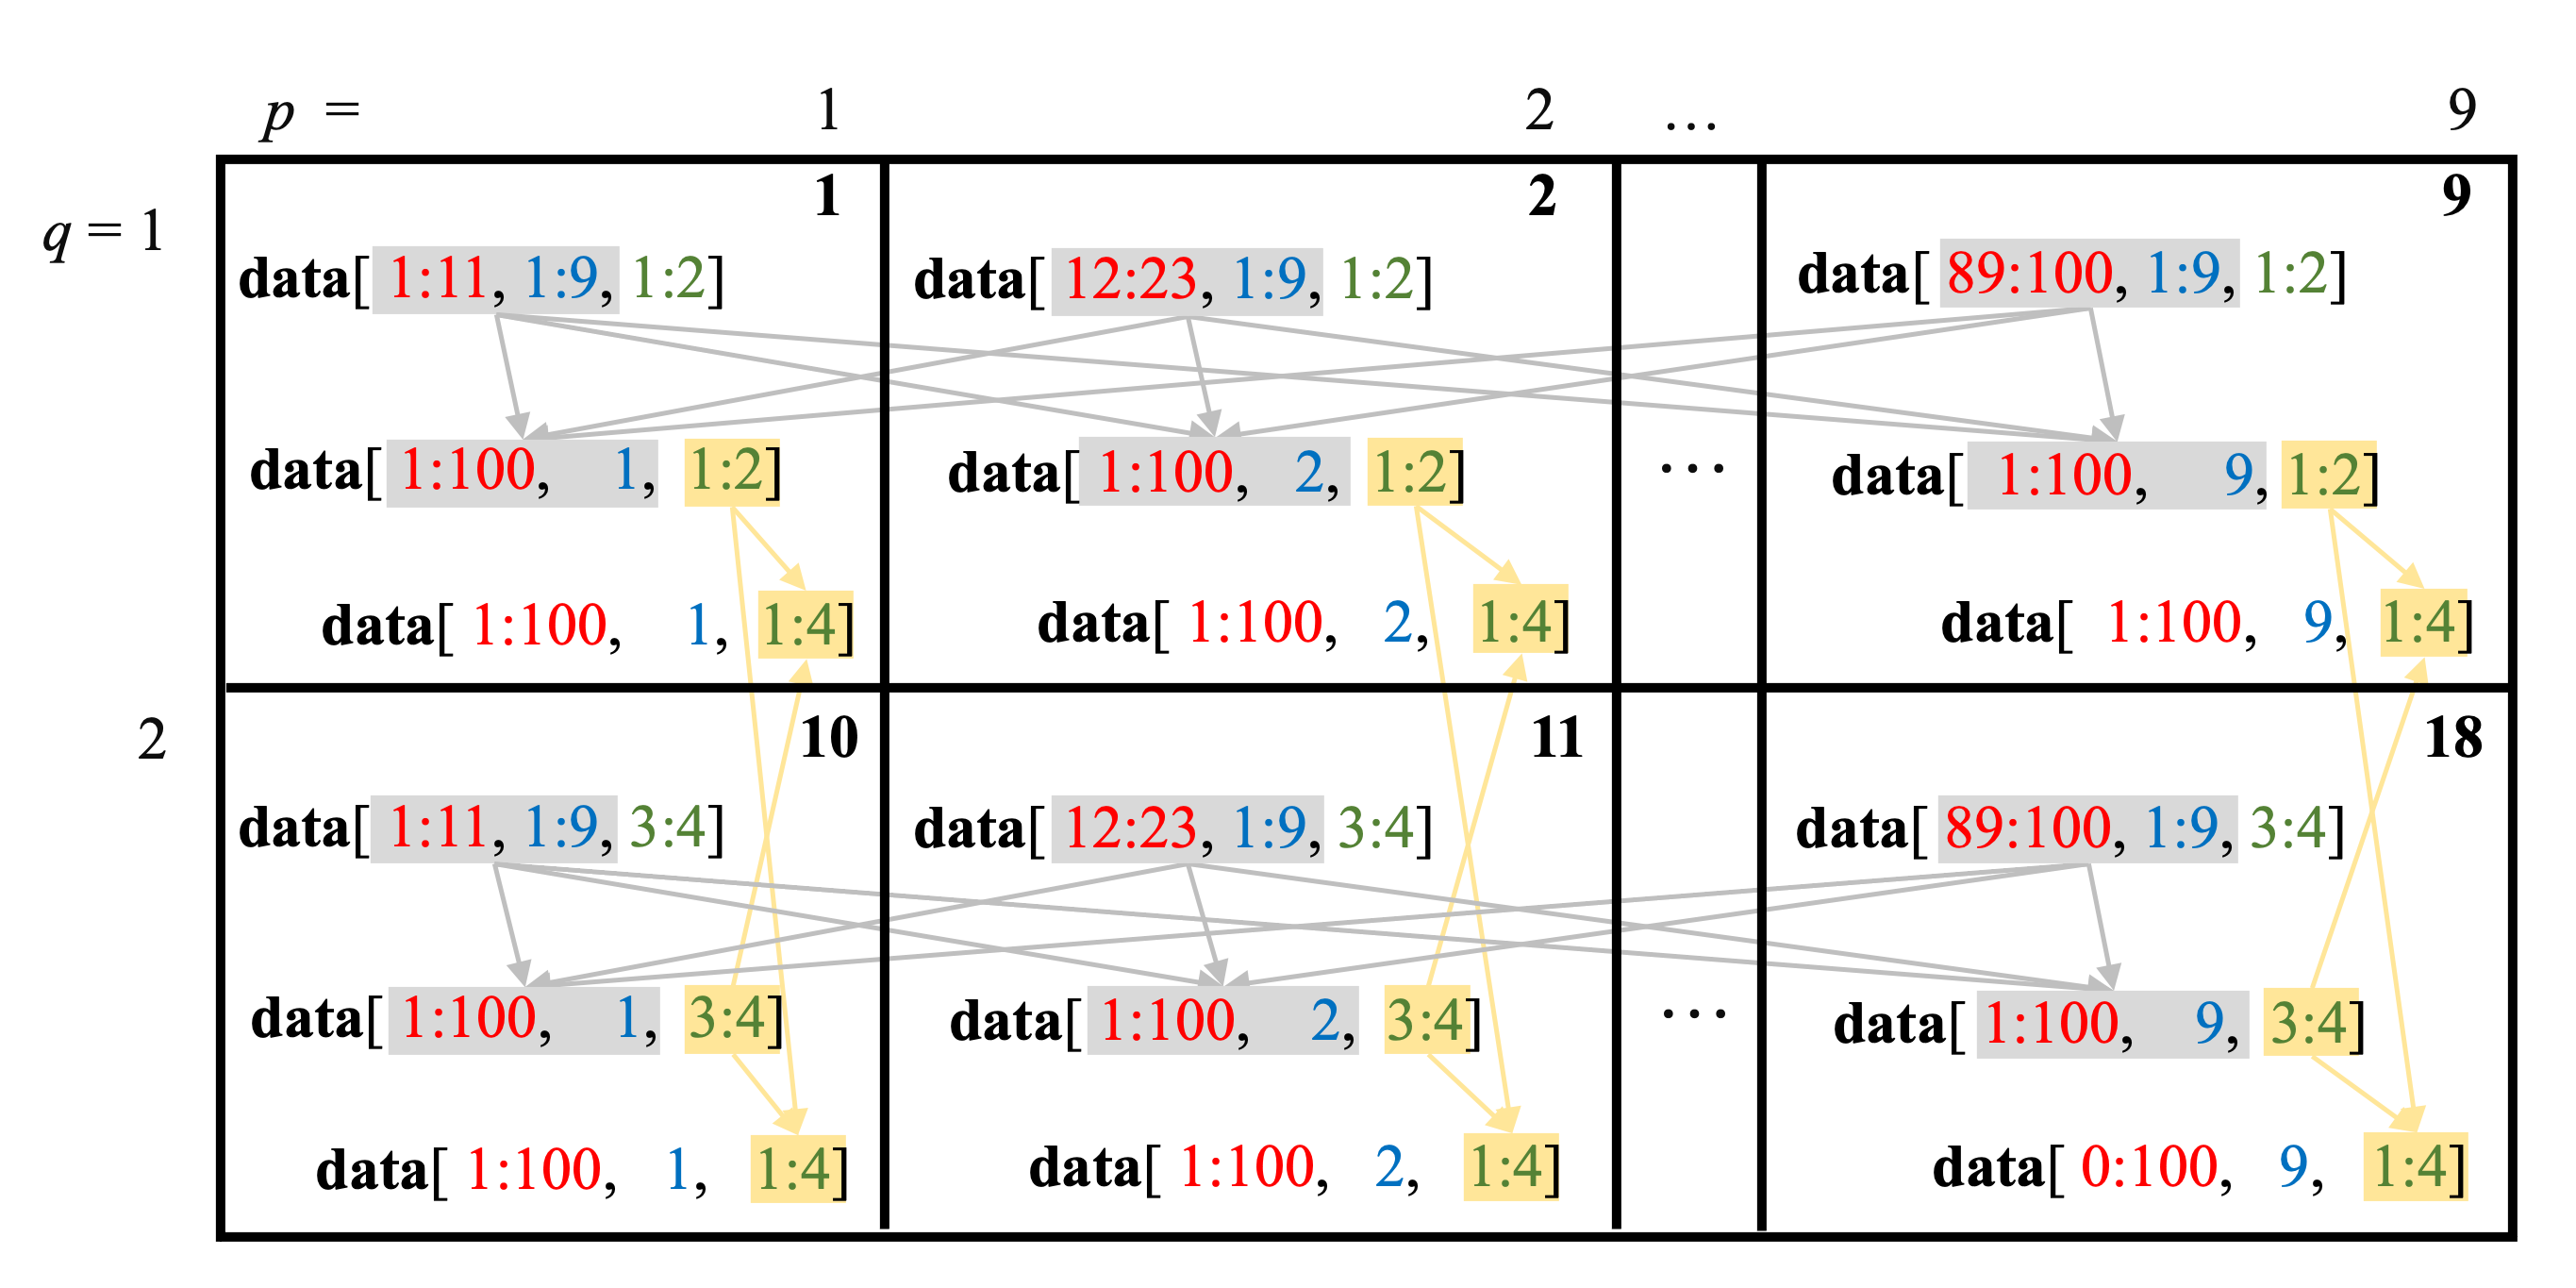 p = 1 2 … 9
q = 1
1 2 9
data[ 1:11, 1:9, 1:2] data[ 12:23, 1:9, 1:2] data[ 89:100, 1:9, 1:2]
data[ 1:100, 1, 1:2] data[ 1:100, 2, 1:2] … data[ 1:100, 9, 1:2]
data[ 1:100, 1, 1:4] data[ 1:100, 2, 1:4] data[ 1:100, 9, 1:4]
2
10 11 18
data[ 1:11, 1:9, 3:4] data[ 12:23, 1:9, 3:4] data[ 89:100, 1:9, 3:4]
data[ 1:100, 1, 3:4] data[ 1:100, 2, 3:4] … data[ 1:100, 9, 3:4]
data[ 1:100, 1, 1:4] data[ 1:100, 2, 1:4] data[ 0:100, 9, 1:4]